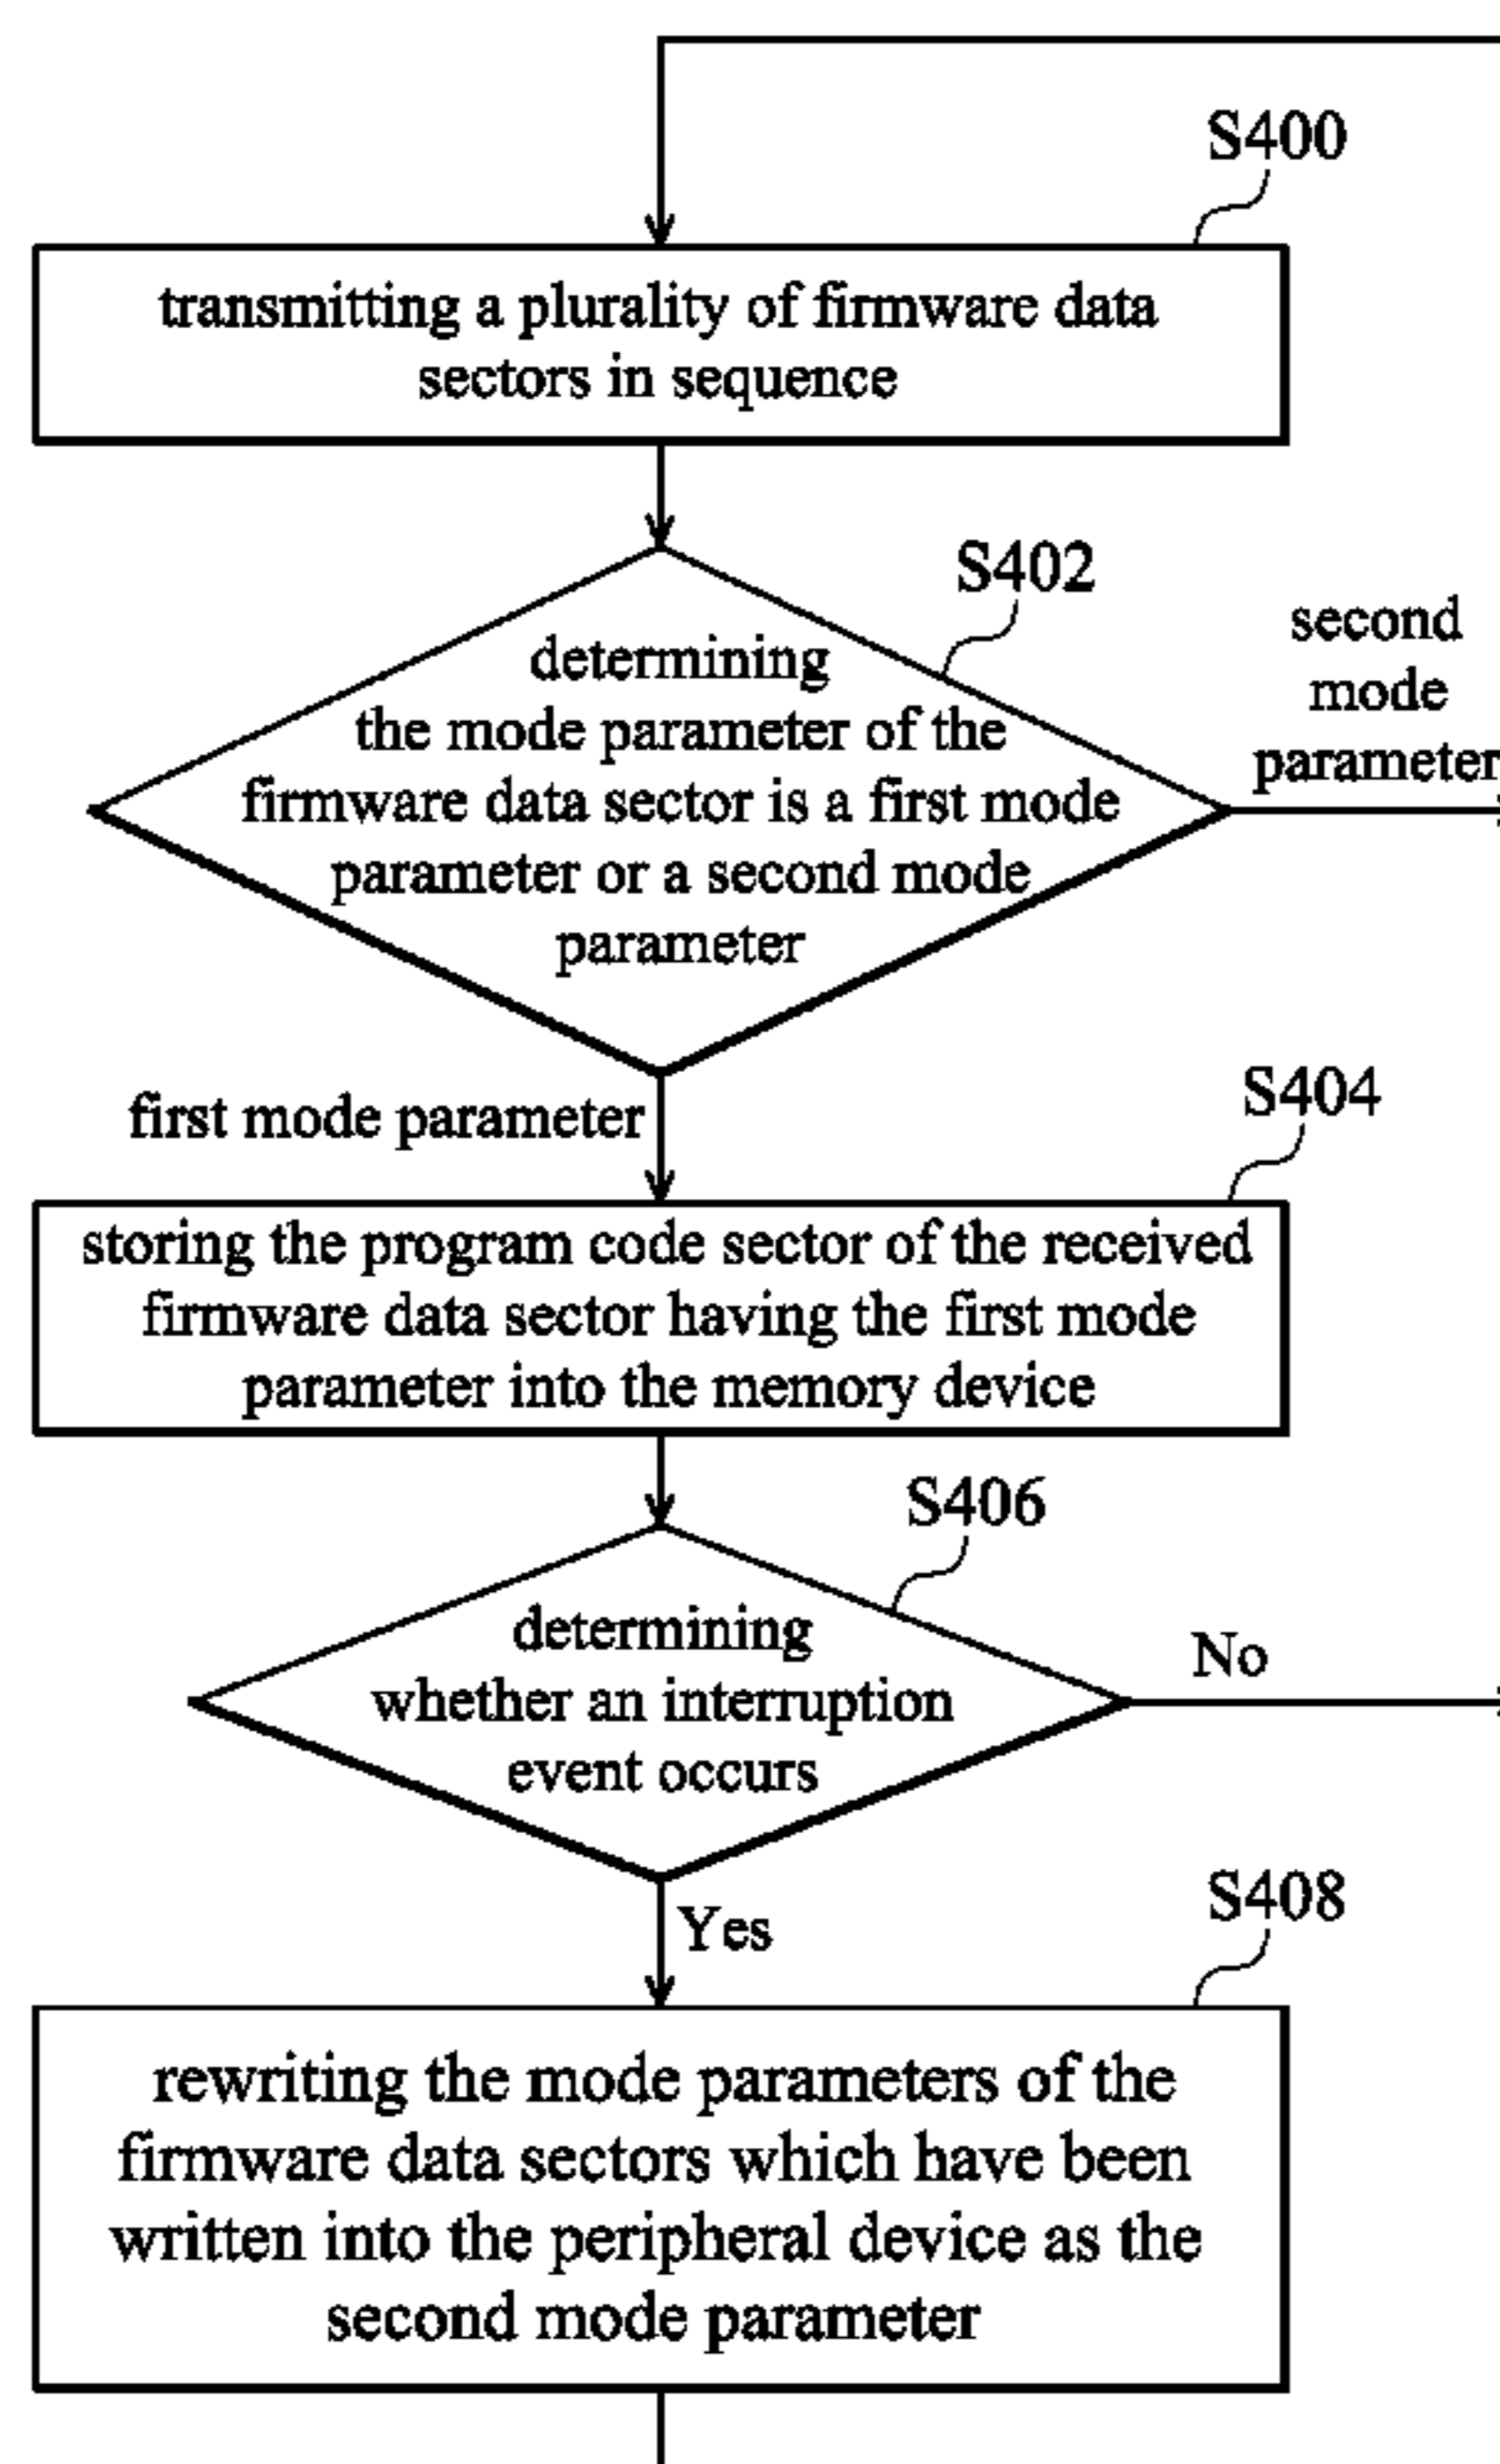 S400
transmitting a plurality of firmware data
sectors in sequence
S402
determining
the mode parameter of the
firmware data sector is a first mode
parameter or a second mode
parameter
second
mode
parameter
first mode parameter
S404
storing the program code sector of the received
firmware data sector having the first mode
parameter into the memory device
S406
determining
whether an interruption
event occurs
No
Yes
S408
rewriting the mode parameters of the
firmware data sectors which have been
written into the peripheral device as the
second mode parameter